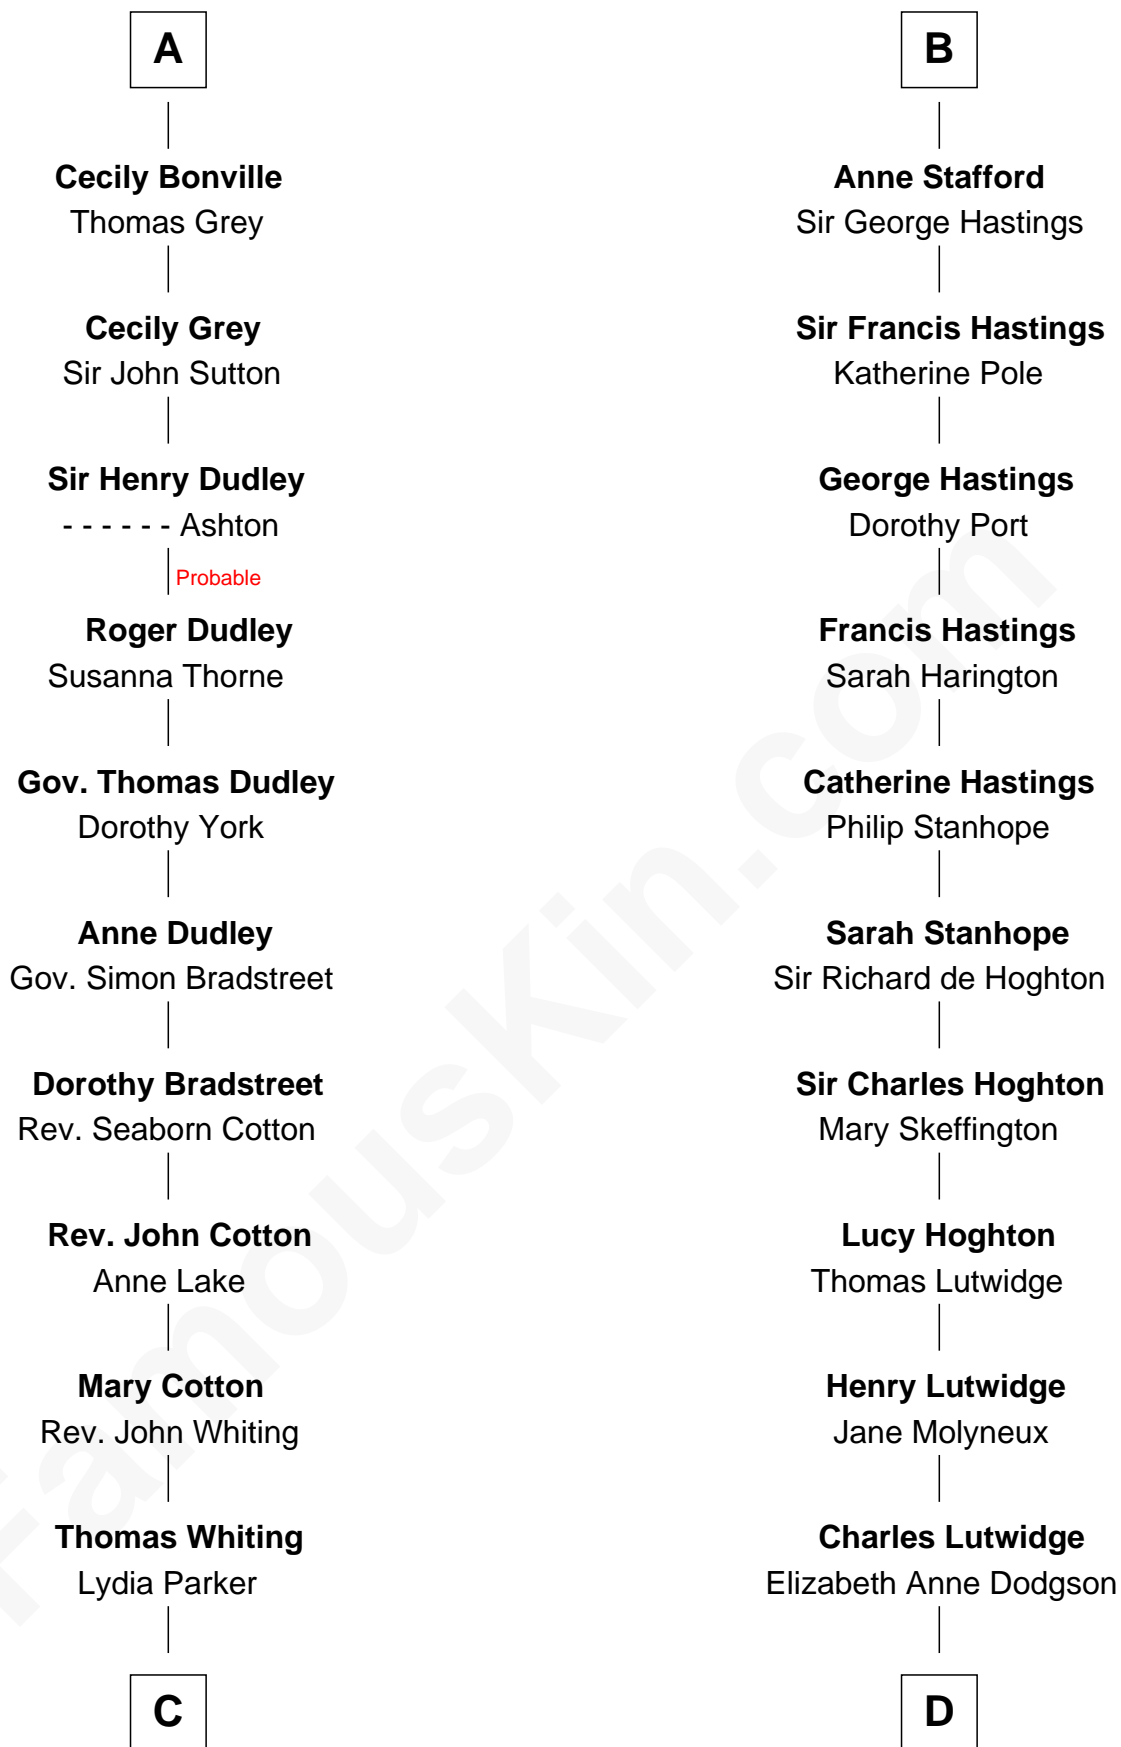 A
Cecily Bonville
Thomas Grey
Cecily Grey
Sir John Sutton
Sir Henry Dudley
- - - - - - Ashton
Probable
Roger Dudley
Susanna Thorne
Gov. Thomas Dudley
Dorothy York
Anne Dudley
Gov. Simon Bradstreet
Dorothy Bradstreet
Rev. Seaborn Cotton
Rev. John Cotton
Anne Lake
Mary Cotton
Rev. John Whiting
Thomas Whiting
Lydia Parker
C
B
Anne Stafford
Sir George Hastings
Sir Francis Hastings
Katherine Pole
George Hastings
Dorothy Port
Francis Hastings
Sarah Harington
Catherine Hastings
Philip Stanhope
Sarah Stanhope
Sir Richard de Hoghton
Sir Charles Hoghton
Mary Skeffington
Lucy Hoghton
Thomas Lutwidge
Henry Lutwidge
Jane Molyneux
Charles Lutwidge
Elizabeth Anne Dodgson
D
FamousKin.com